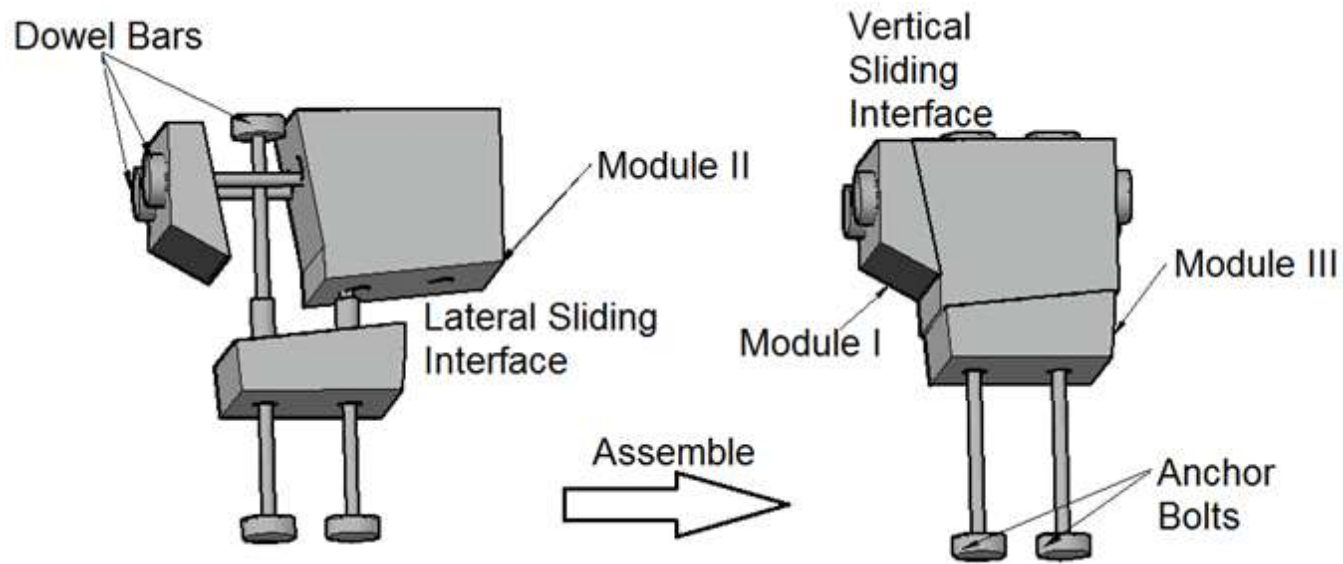 Dowel Bars
Module II
Lateral Sliding
Interface
Assemble
Vertical
Sliding
Interface
Module III
Module I
Anchor
Bolts